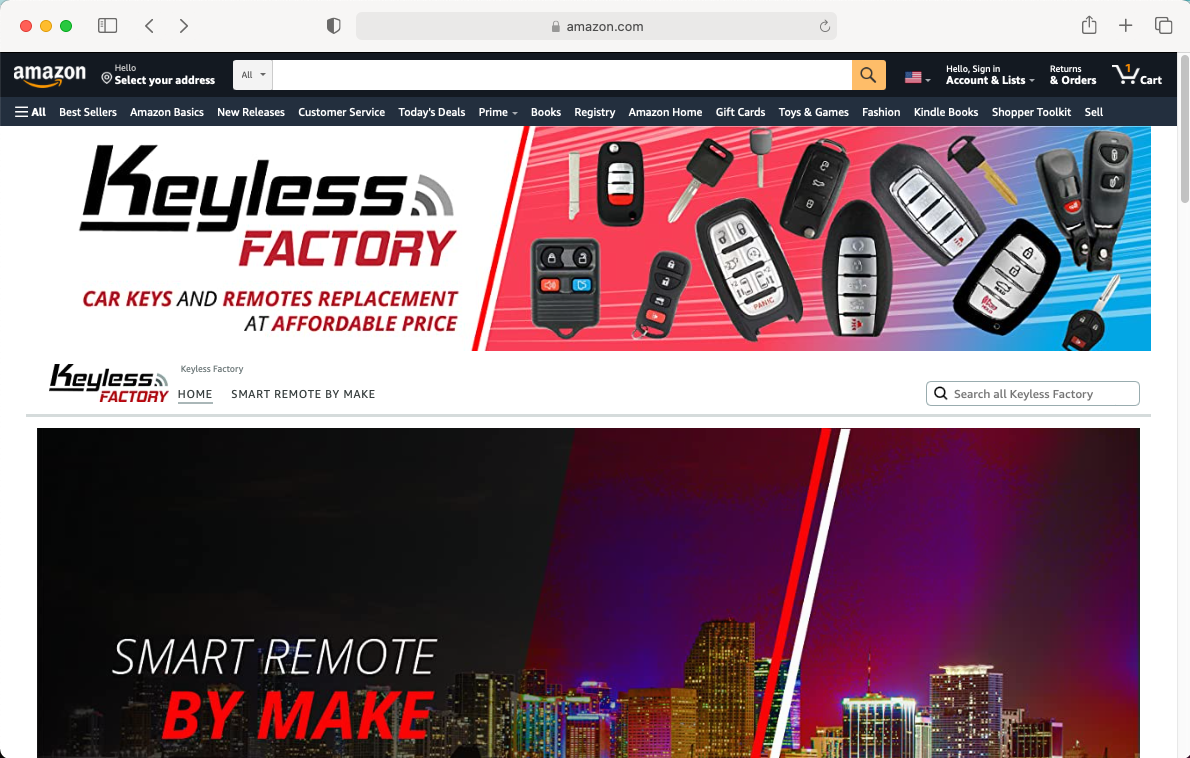 amazon.com
amazon
Hello
Select your address
All
Hello, Sign in
Account & Lists
Returns
& Orders
1
Cart
All
Best Sellers
Amazon Basics
New Releases
Customer Service
Today's Deals
Prime
Books
Registry
Amazon Home
Gift Cards
Toys & Games
Fashion
Kindle Books
Shopper Toolkit
Sell
Keyless
FACTORY
CAR KEYS AND REMOTES REPLACEMENT
AT AFFORDABLE PRICE
PANIC
Keyless
FACTORY
Keyless Factory
HOME
SMART REMOTE BY MAKE
Search all Keyless Factory
SMART REMOTE
BY MAKE